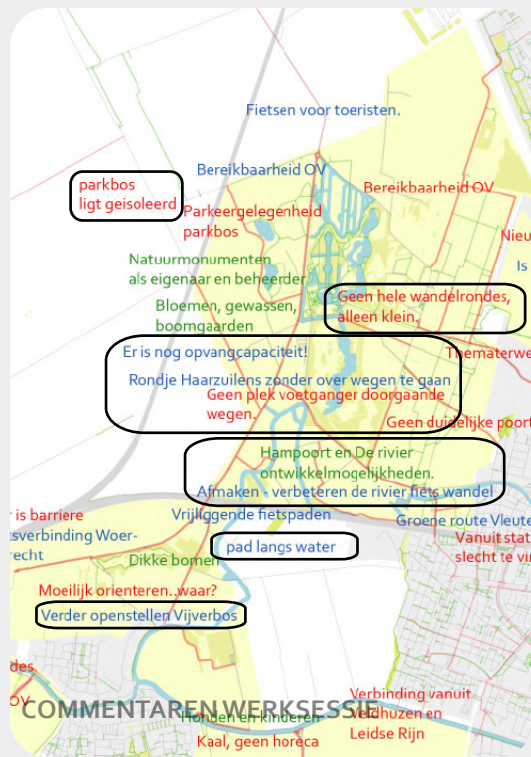 Fietsen voor toeristen.
Bereikbaarheid OV
parkbos
ligt geisoleerd
Bereikbaarheid OV
Parkeergelegenheid
parkbos
Nieu
Is
Natuurmonumenten
als eigenaar en beheerder
Geen hele wandelrondes,
alleen klein.
Bloemen, gewassen,
boomgaarden
Er is nog opvangcapaciteit!
Thematerwe
Rondje Haarzuilens zonder over wegen te gaan
Geen plek voetganger doorgaande
wegen.
Geen duidelijke poort
Hampoort en De rivier
ontwikkelmogelijkheden.
Afmaken - verbeteren de rivier fiets wandel
r is barriere
Vrijliggende fietspaden
Groene route Vleute
tsverbinding Woer-
recht
Vanuit stat
slecht te vi
pad langs water
Dikke bomen
Moeilijk orienteren..waar?
Verder openstellen Vijverbos
des
OV
COMMENTAREN WERKSESSIE
Honden en kinderen
Verbinding vanuit
Veldhuzen en
Leidse Rijn
Kaal, geen horeca